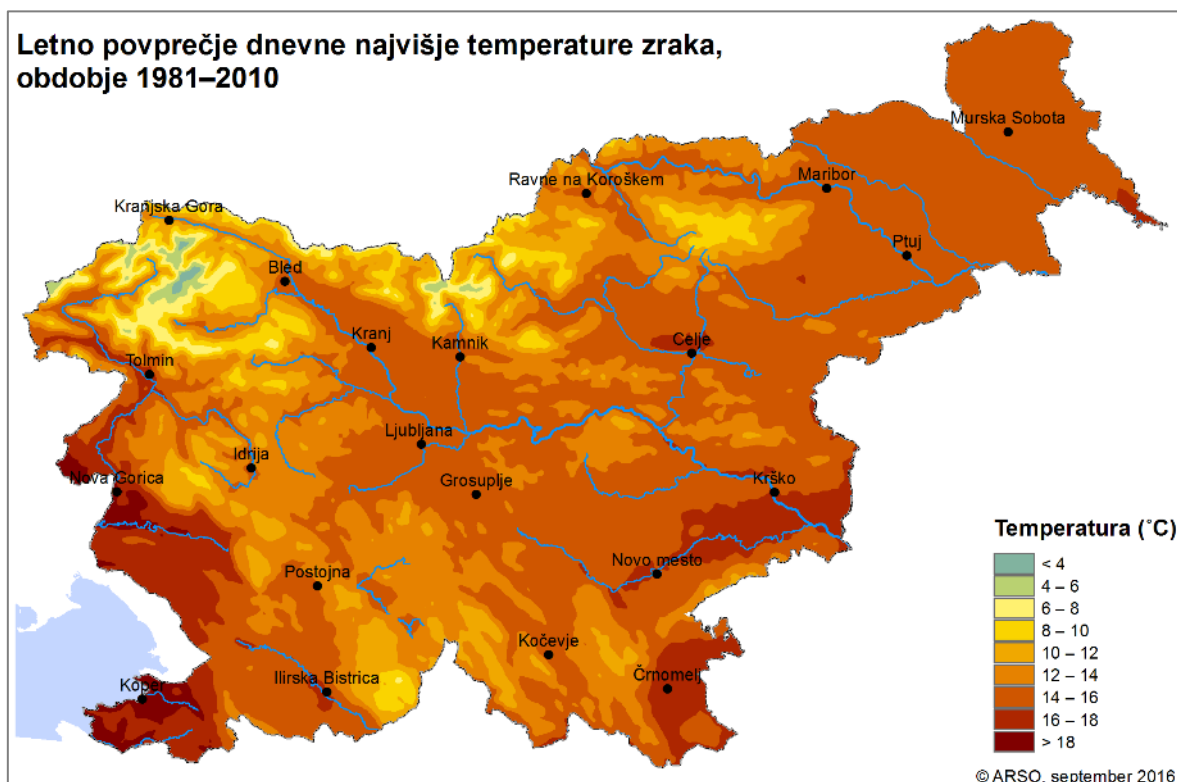 Letno povprečje dnevne najvišje temperature zraka,
obdobje 1981–2010
Murska Sobota
Ravne na Koroškem
Maribor
Kranjska Gora
Ptuj
Bled
Kranj
Kamnik
Celje
Tolmin
Ljubljana
Idrija
Nova Gorica
Grosuplje
Krško
Novo mesto
Postojna
Kočevje
Črnomelj
Koper
Ilirska Bistrica
Temperatura (˚C)
< 4
4 – 6
6 – 8
8 – 10
10 – 12
12 – 14
14 – 16
16 – 18
> 18
© ARSO, september 2016